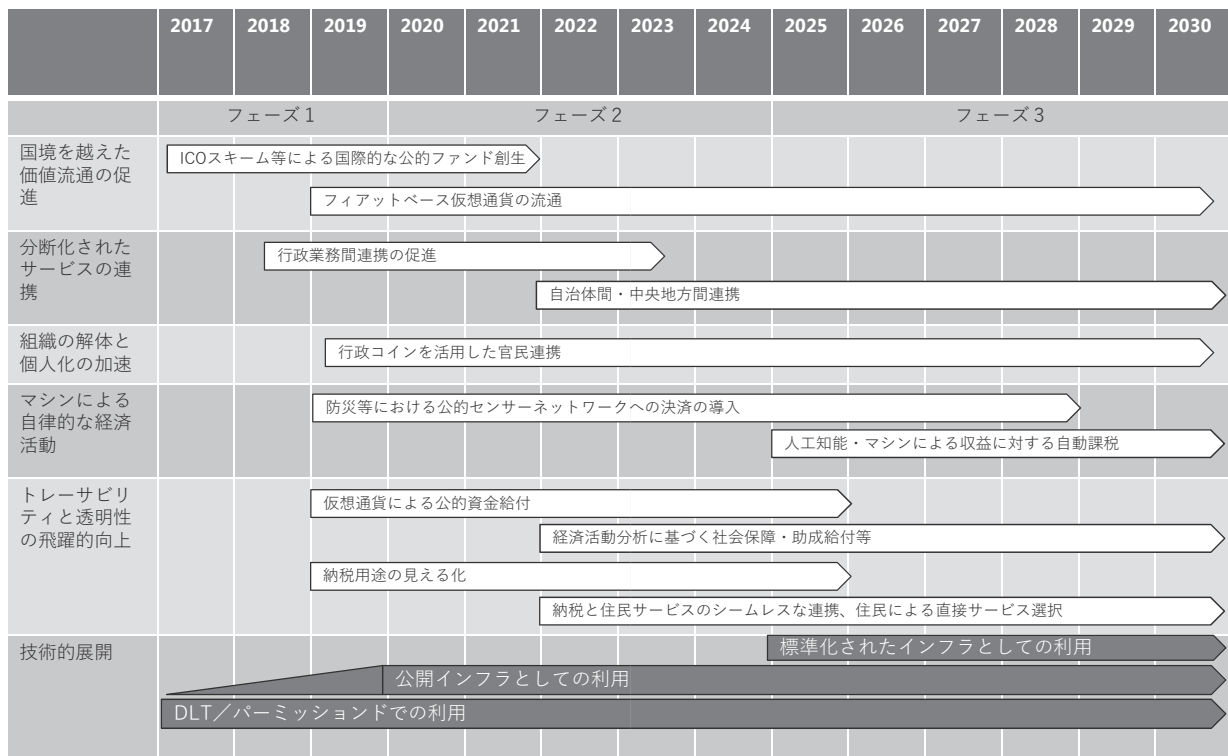 2017 2018 2019 2020 2021 2022 2023 2024 2025 2026 2027 2028 2029 2030
フェーズ１ フェーズ２ フェーズ３
国境を越えた
価値流通の促
進
ICOスキーム等による国際的な公的ファンド創生
フィアットベース仮想通貨の流通
分断化された
サービスの連
携
行政業務間連携の促進
自治体間・中央地方間連携
組織の解体と
個人化の加速
行政コインを活用した官民連携
マシンによる
自律的な経済
活動
防災等における公的センサーネットワークへの決済の導入
人工知能・マシンによる収益に対する自動課税
トレーサビリ
ティと透明性
の飛躍的向上
仮想通貨による公的資金給付
経済活動分析に基づく社会保障・助成給付等
納税用途の見える化
納税と住民サービスのシームレスな連携、住民による直接サービス選択
技術的展開
標準化されたインフラとしての利用
公開インフラとしての利用
DLT／パーミッションドでの利用